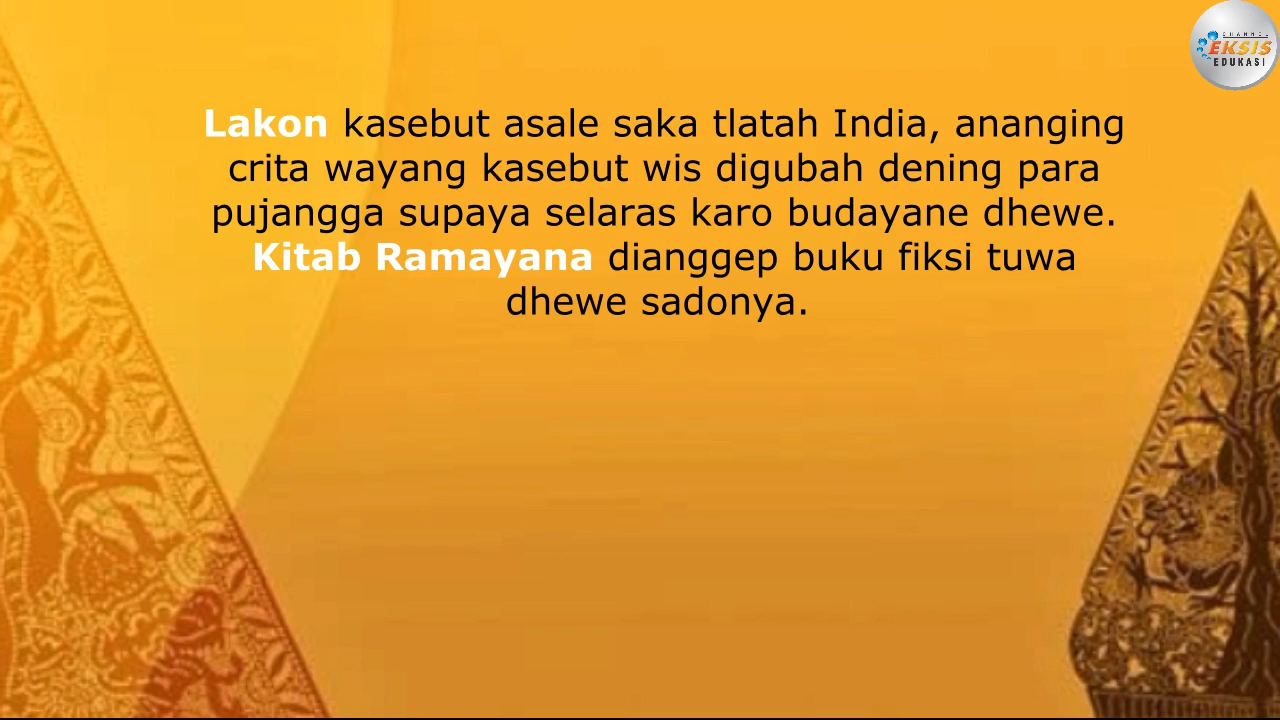 CHANNEL
EKSIS
EDUKASI
Lakon kasebut asale saka tlatah India, ananging
crita wayang kasebut wis digubah dening para
pujangga supaya selaras karo budayane dhewe.
Kitab Ramayana dianggep buku fiksi tuwa
dhewe sadonya.